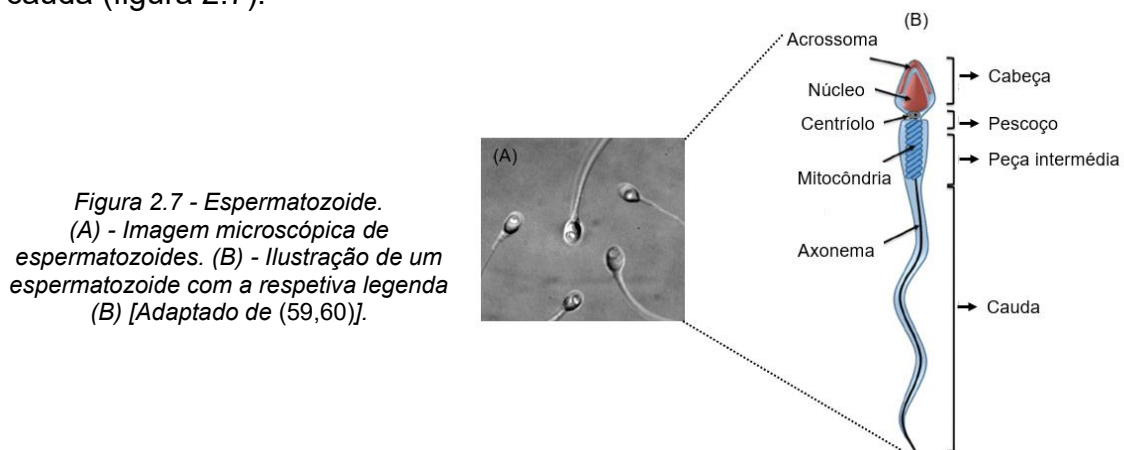 cauda (figura 2.7).
Figura 2.7 - Espermatozoide.
(A) - Imagem microscópica de
espermatozoides. (B) - Ilustração de um
espermatozoide com a respetiva legenda
(B) [Adaptado de (59,60)].
(A)
(B)
Acrossoma
Núcleo
Centríolo
Mitocôndria
Axonema
Cabeça
Pescoço
Peça intermédia
Cauda